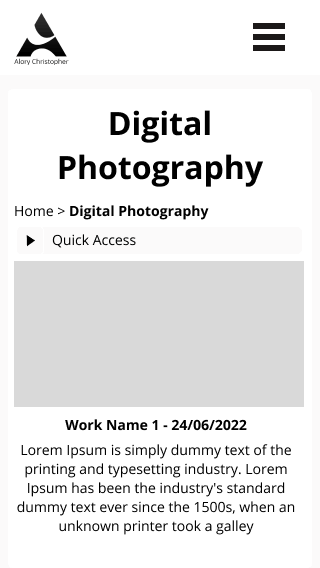 Alory Christopher
Digital
Photography
Home > Digital Photography
Quick Access
Work Name 1 - 24/06/2022
Lorem Ipsum is simply dummy text of the
printing and typesetting industry. Lorem
Ipsum has been the industry's standard
dummy text ever since the 1500s, when an
unknown printer took a galley